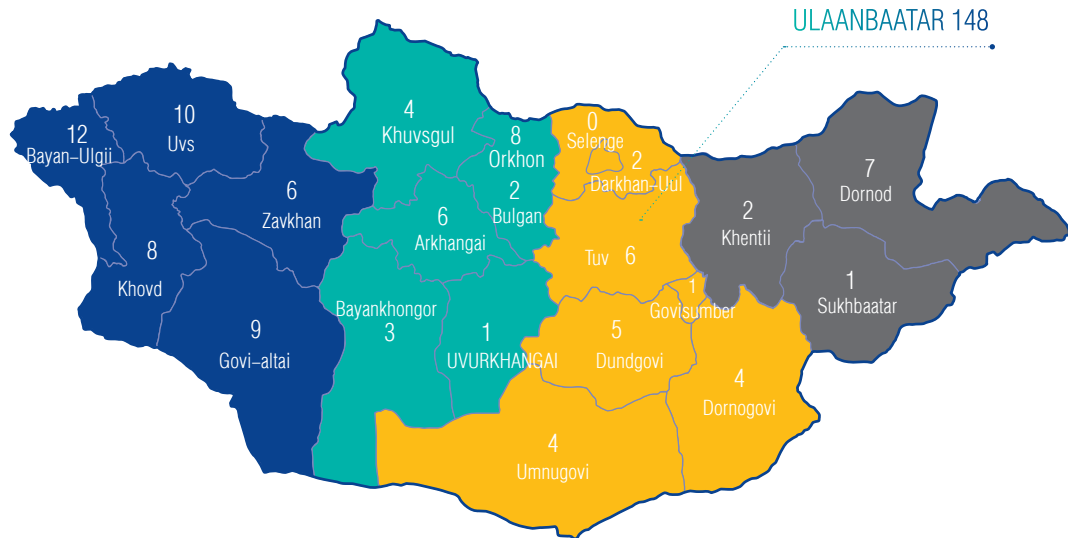 ULAANBAATAR 148
12
Bayan-Ulgii
10
Uvs
6
Zavkhan
8
Khovd
9
Govi-altai
4
Khuvsgul
8
Orkhon
2
Bulgan
6
Arkhangai
Bayankhongor
3
1
UVURKHANGAI
0
Selenge
2
Darkhan-Uul
Tuv 6
1
Govisumber
5
Dundgovi
4
Dornogovi
4
Umnugovi
2
Khentii
7
Dornod
1
Sukhbaatar